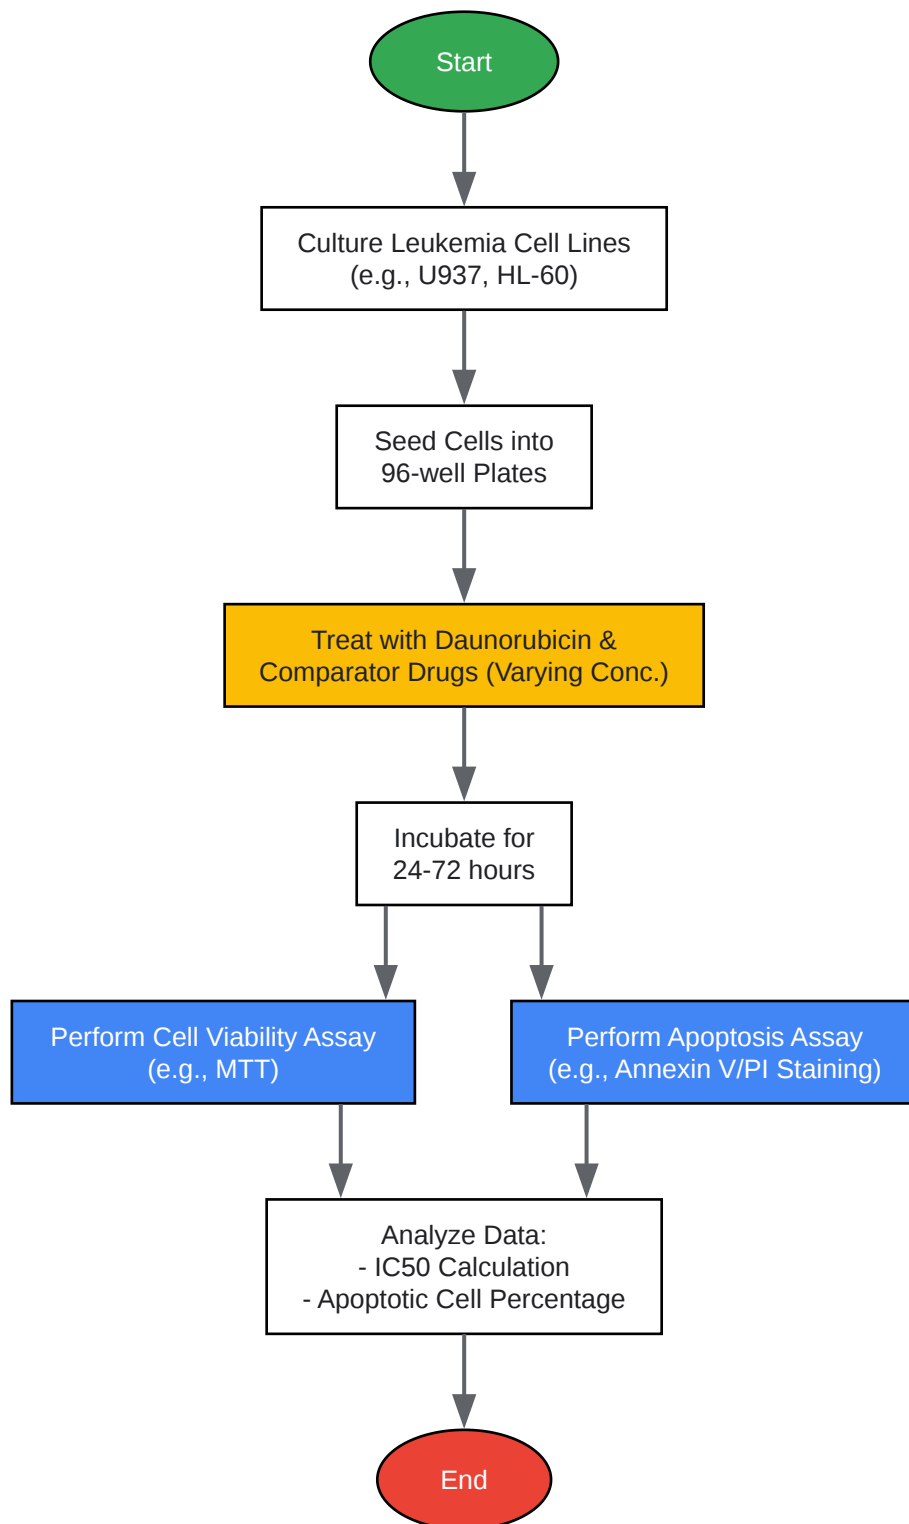 Start
Culture Leukemia Cell Lines
(e.g., U937, HL-60)
Seed Cells into
96-well Plates
Treat with Daunorubicin &
Comparator Drugs (Varying Conc.)
Incubate for
24-72 hours
Perform Cell Viability Assay
(e.g., MTT)
Perform Apoptosis Assay
(e.g., Annexin V/PI Staining)
Analyze Data:
- IC50 Calculation
- Apoptotic Cell Percentage
End